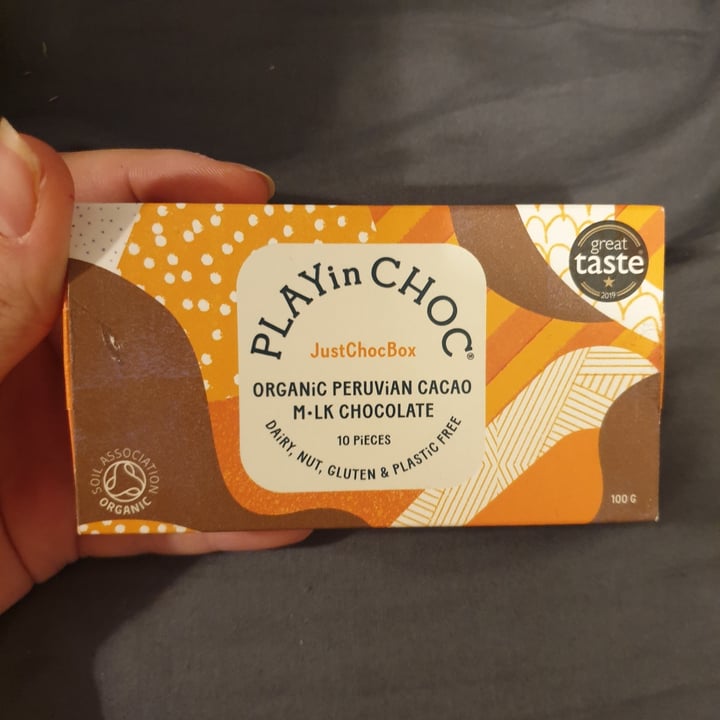 PLAYin CHOC®
JustChocBox
ORGANiC PERUViAN CACAO
M•LK CHOCOLATE
10 PiECES
DAIRY, NUT, GLUTEN & PLASTiC FREE
great
taste
2019
SOIL ASSOCIATION
ORGANIC
100 G